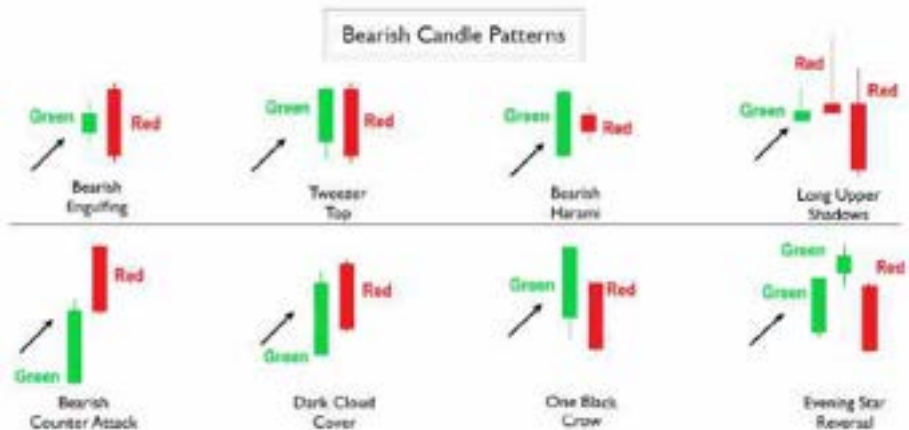 Bearish Candle Patterns
Green Red
Bearish
Engulfing
Green Red
Tweezer
Top
Green Red
Bearish
Harami
Green Red Red
Long Upper
Shadows
Green Red
Bearish
Counter Attack
Green Red
Dark Cloud
Cover
Green Red
One Black
Crow
Green
Green Red
Evening Star
Reversal